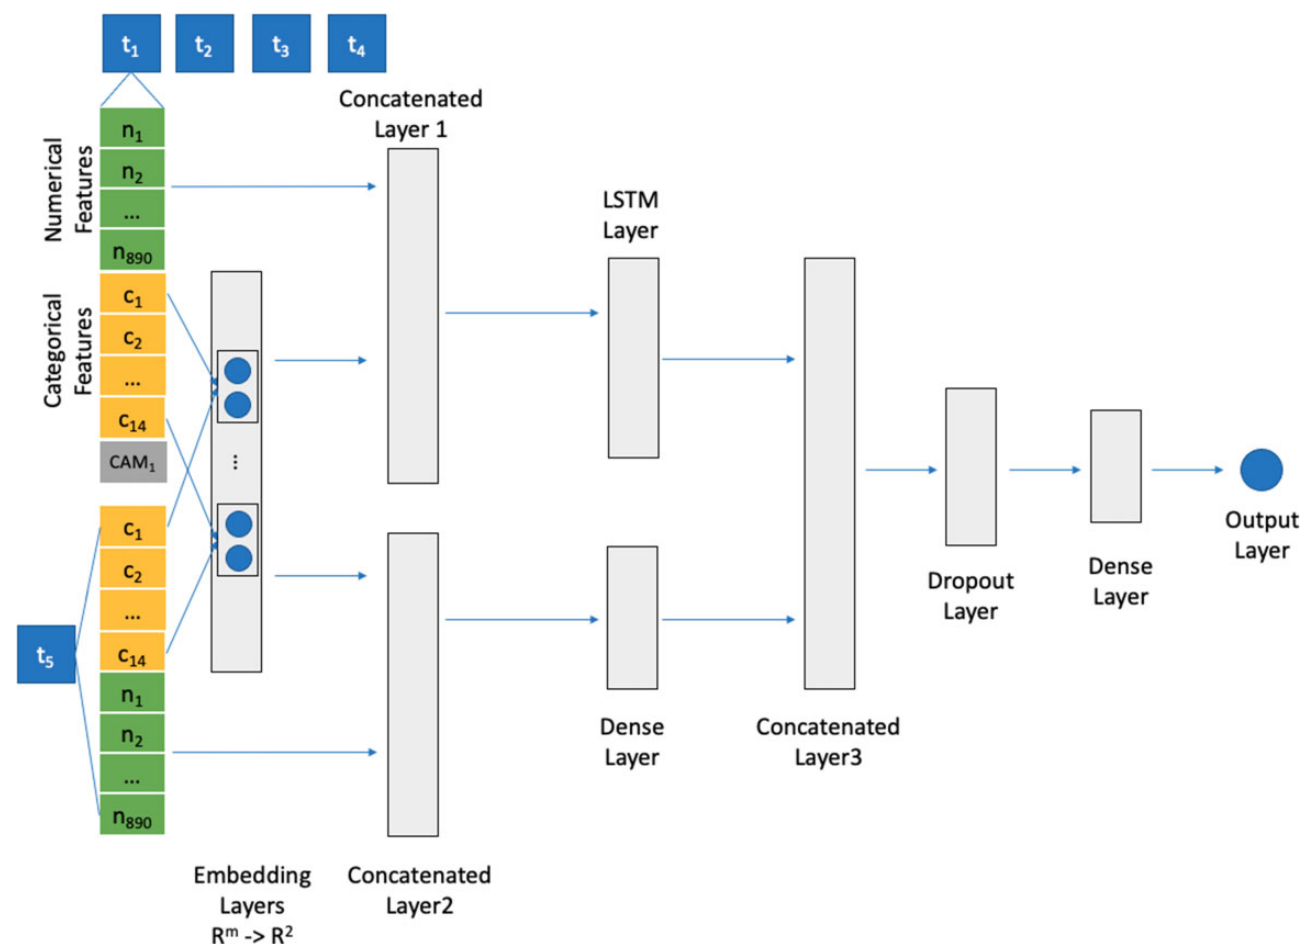 t1 t2 t3 t4
Numerical
Features
n1
n2
...
n890
Categorical
Features
c1
c2
...
c14
CAM1
t5
c1
c2
...
c14
n1
n2
...
n890
...
Embedding
Layers
R^m -> R^2
Concatenated
Layer 1
Concatenated
Layer2
LSTM
Layer
Dense
Layer
Concatenated
Layer3
Dropout
Layer
Dense
Layer
Output
Layer